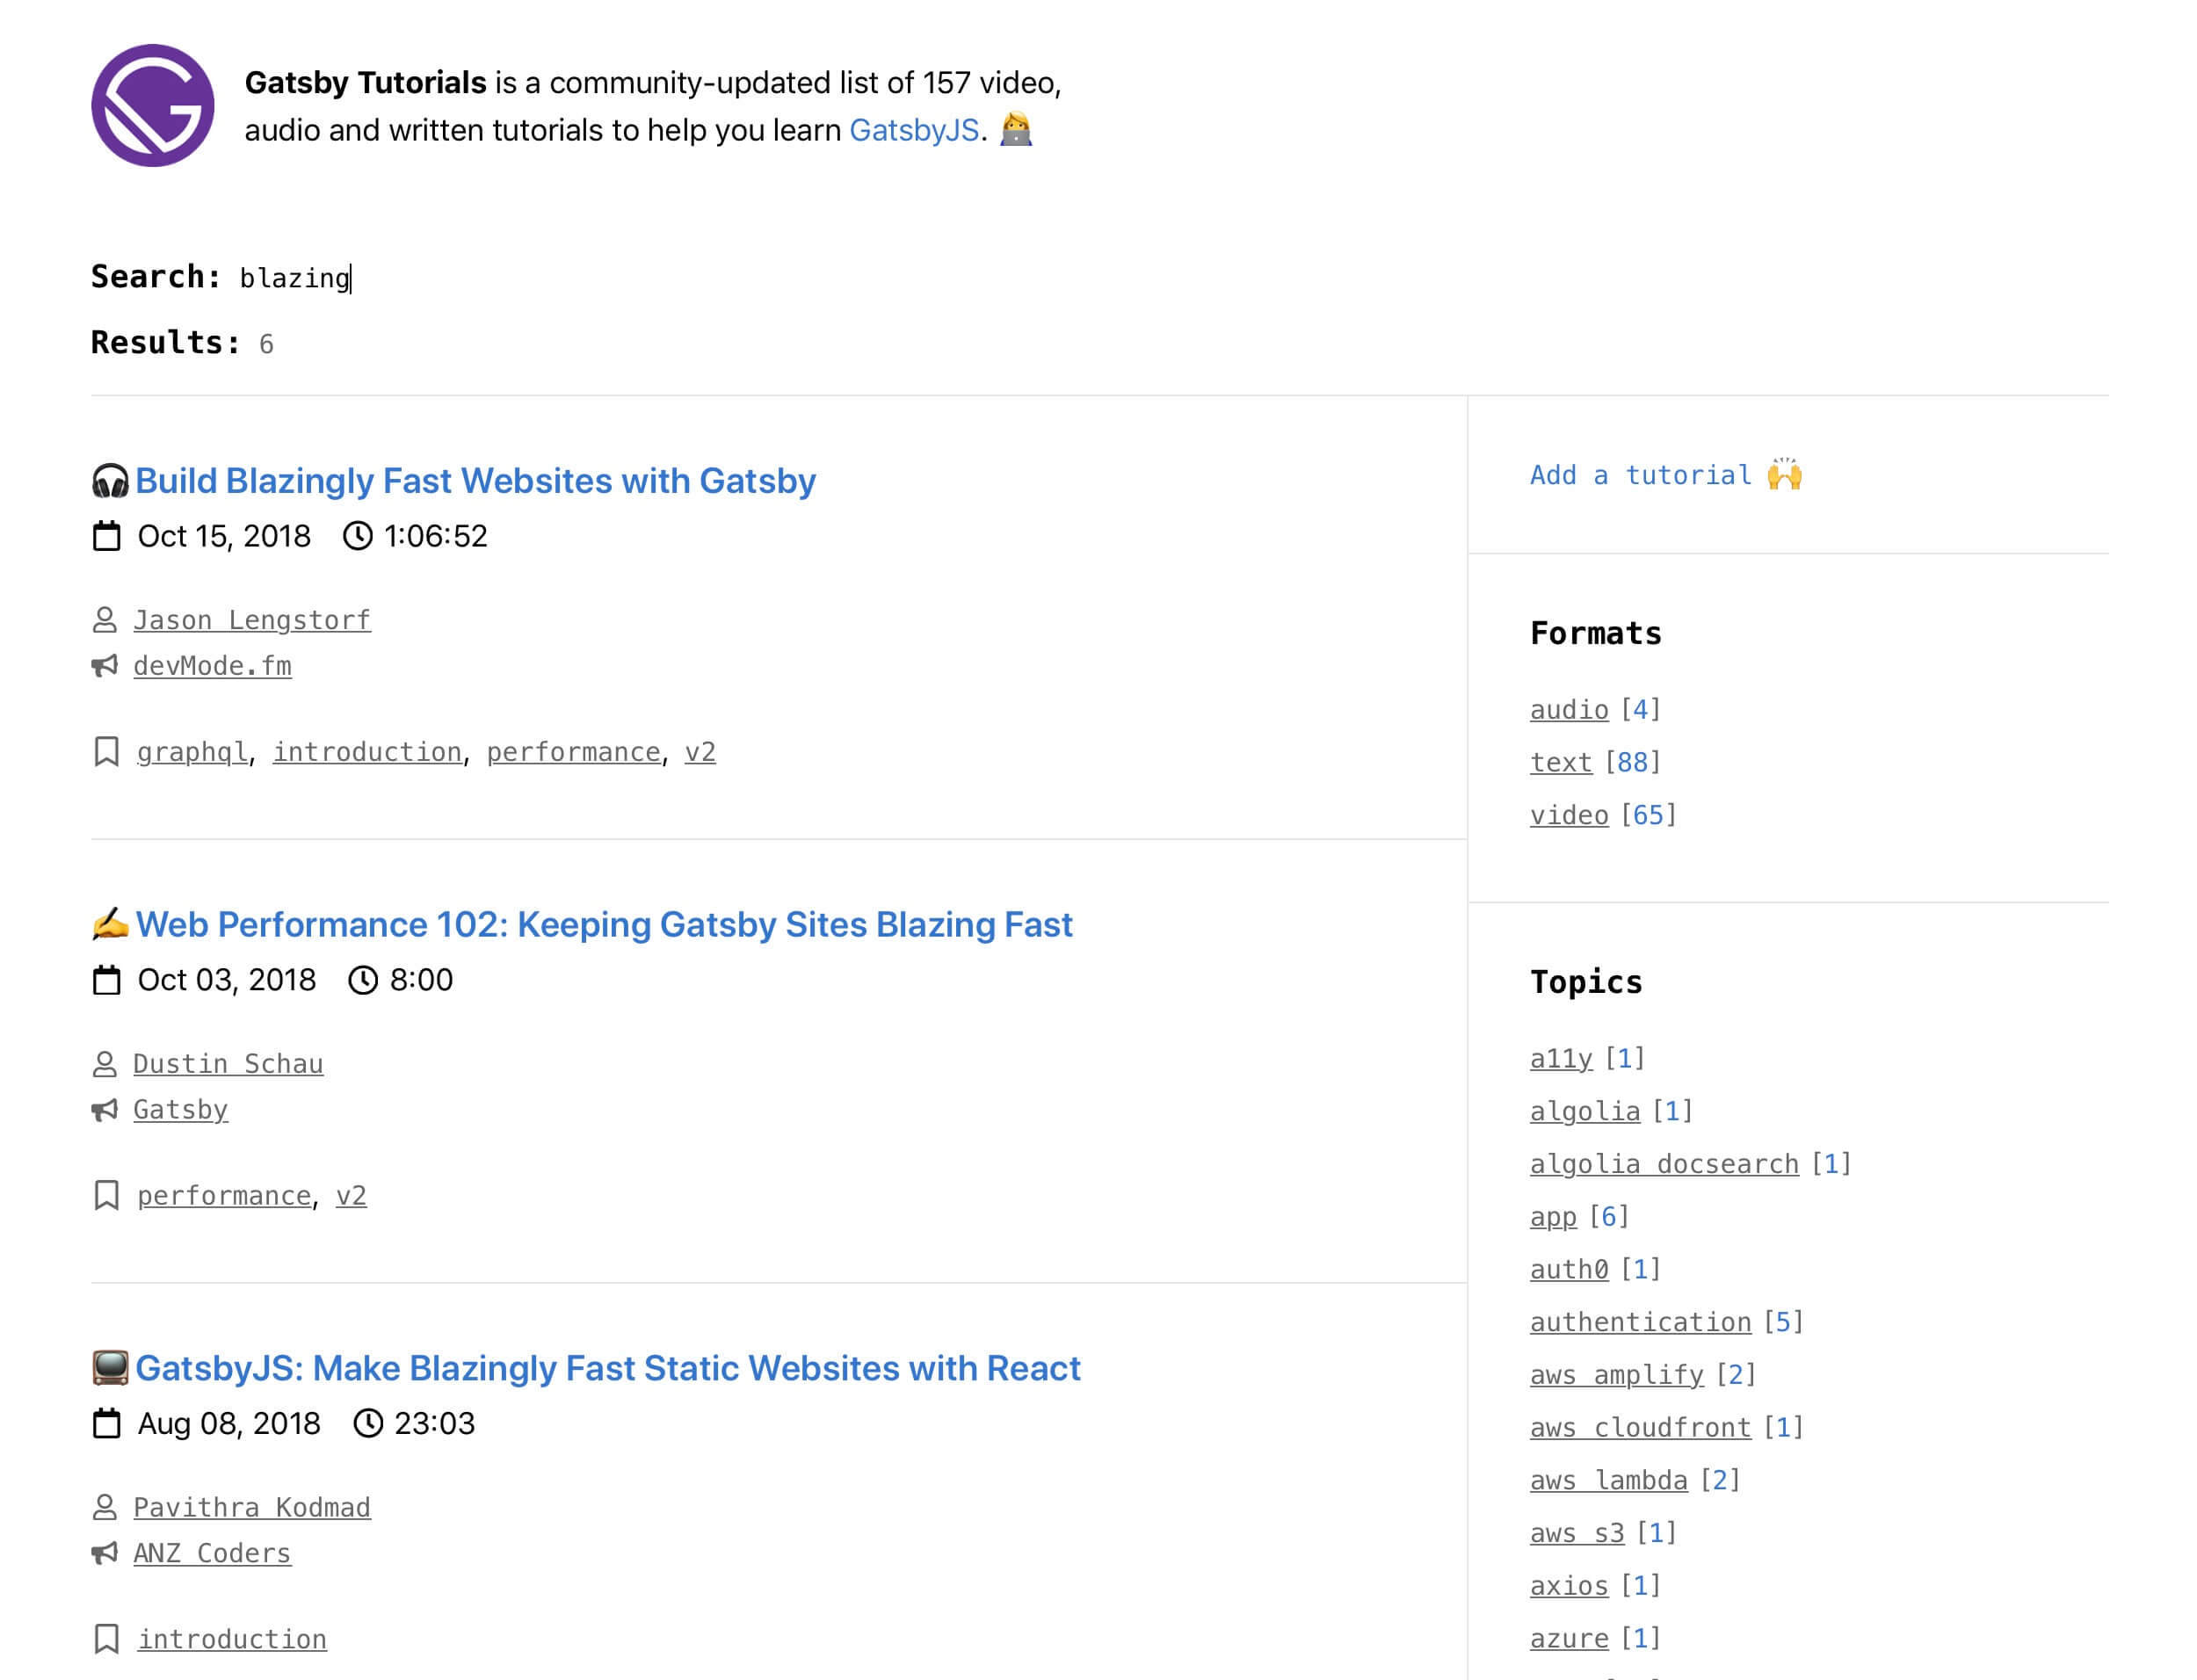 Gatsby Tutorials is a community-updated list of 157 video,
audio and written tutorials to help you learn GatsbyJS. 👩‍💻
Search: blazing
Results: 6
🎧 Build Blazingly Fast Websites with Gatsby
Oct 15, 2018 1:06:52
Jason Lengstorf
devMode.fm
graphql, introduction, performance, v2
✍️ Web Performance 102: Keeping Gatsby Sites Blazing Fast
Oct 03, 2018 8:00
Dustin Schau
Gatsby
performance, v2
📺 GatsbyJS: Make Blazingly Fast Static Websites with React
Aug 08, 2018 23:03
Pavithra Kodmad
ANZ Coders
introduction
Add a tutorial 🙌
Formats
audio [4]
text [88]
video [65]
Topics
a11y [1]
algolia [1]
algolia docsearch [1]
app [6]
auth0 [1]
authentication [5]
aws amplify [2]
aws cloudfront [1]
aws lambda [2]
aws s3 [1]
axios [1]
azure [1]